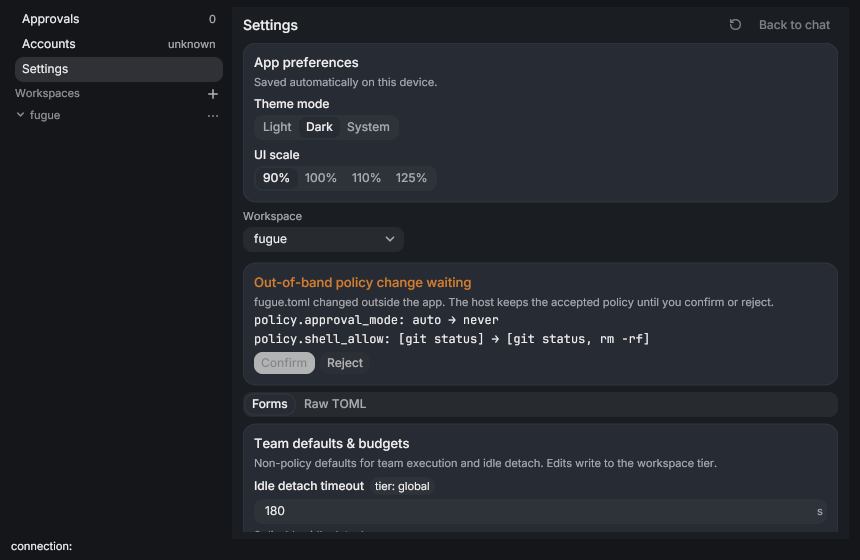 Approvals 0
Accounts unknown
Settings
Workspaces +
fugue ...
connection:
Settings
Back to chat
App preferences
Saved automatically on this device.
Theme mode
Light Dark System
UI scale
90% 100% 110% 125%
Workspace
fugue
Out-of-band policy change waiting
fugue.toml changed outside the app. The host keeps the accepted policy until you confirm or reject.
policy.approval_mode: auto → never
policy.shell_allow: [git status] → [git status, rm -rf]
Confirm Reject
Forms Raw TOML
Team defaults & budgets
Non-policy defaults for team execution and idle detach. Edits write to the workspace tier.
Idle detach timeout tier: global
180 s